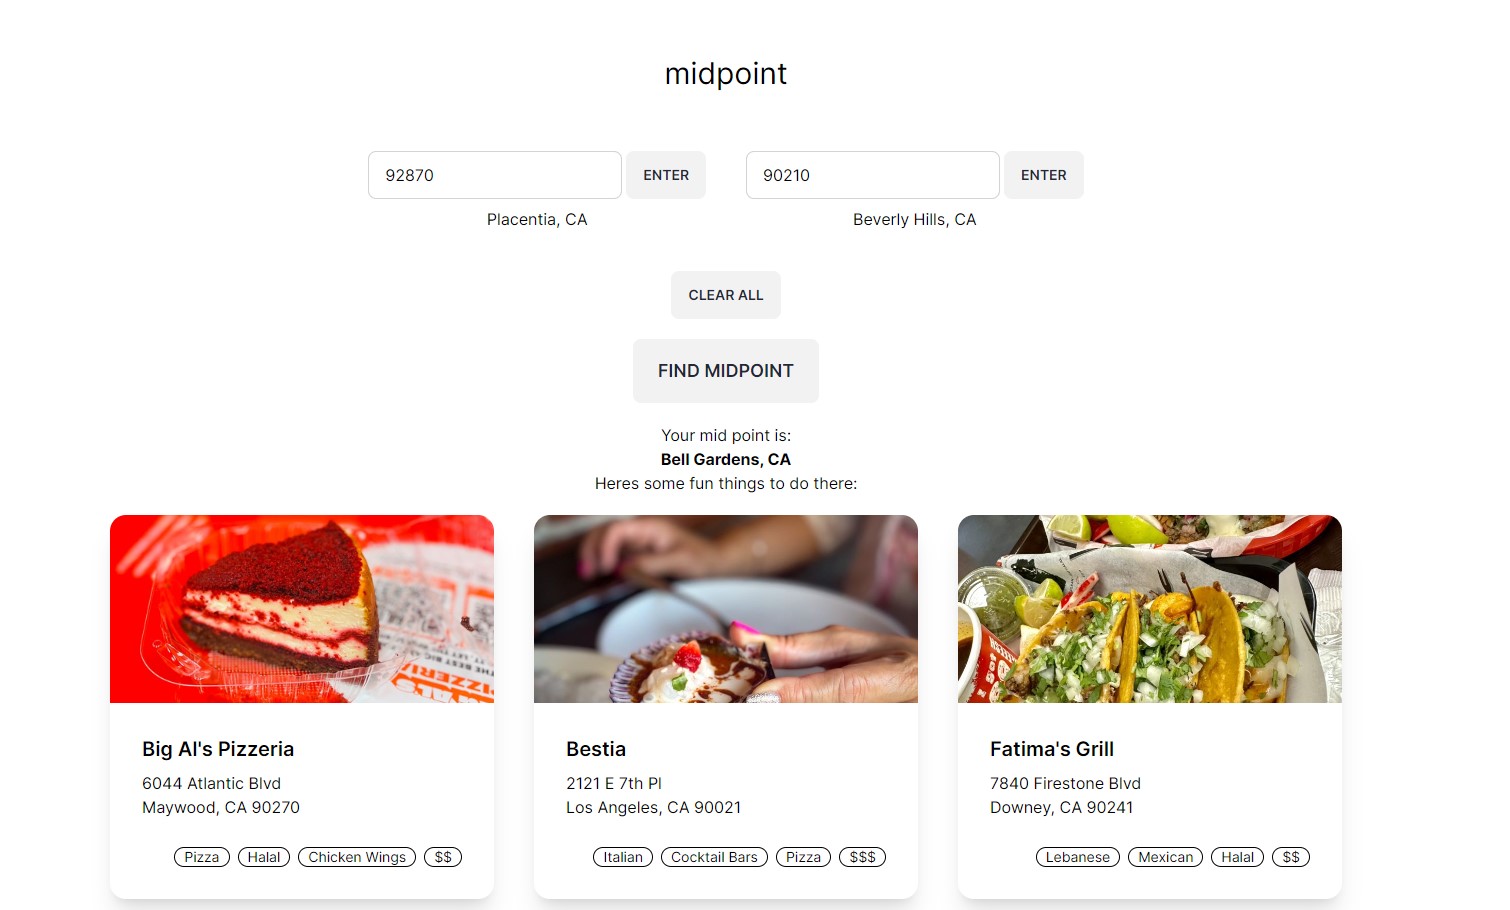 midpoint
92870 ENTER 90210 ENTER
Placentia, CA Beverly Hills, CA
CLEAR ALL
FIND MIDPOINT
Your mid point is:
Bell Gardens, CA
Heres some fun things to do there:
PIZZERI
Big Al's Pizzeria
6044 Atlantic Blvd
Maywood, CA 90270
Pizza Halal Chicken Wings $$
Bestia
2121 E 7th Pl
Los Angeles, CA 90021
Italian Cocktail Bars Pizza $$$
Fatima's Grill
7840 Firestone Blvd
Downey, CA 90241
Lebanese Mexican Halal $$